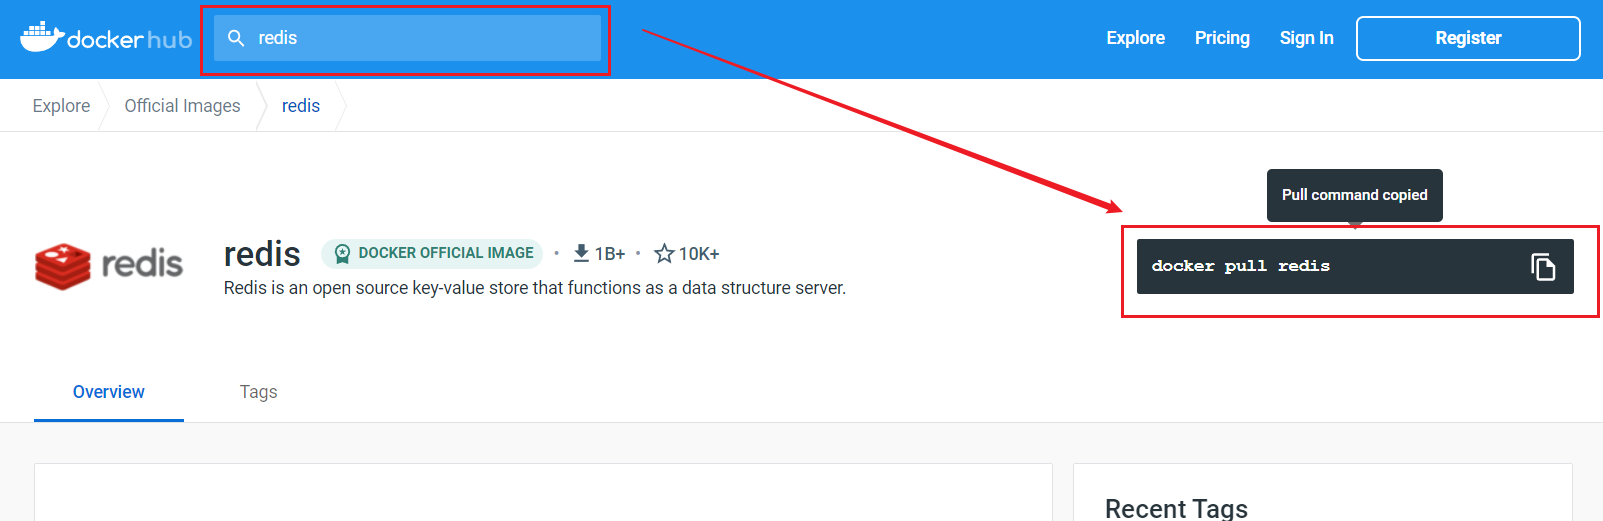 docker hub
redis
Explore Pricing Sign In Register
Explore Official Images redis
Pull command copied
redis
redis DOCKER OFFICIAL IMAGE • 1B+ • 10K+
docker pull redis
Redis is an open source key-value store that functions as a data structure server.
Overview Tags
Recent Tags